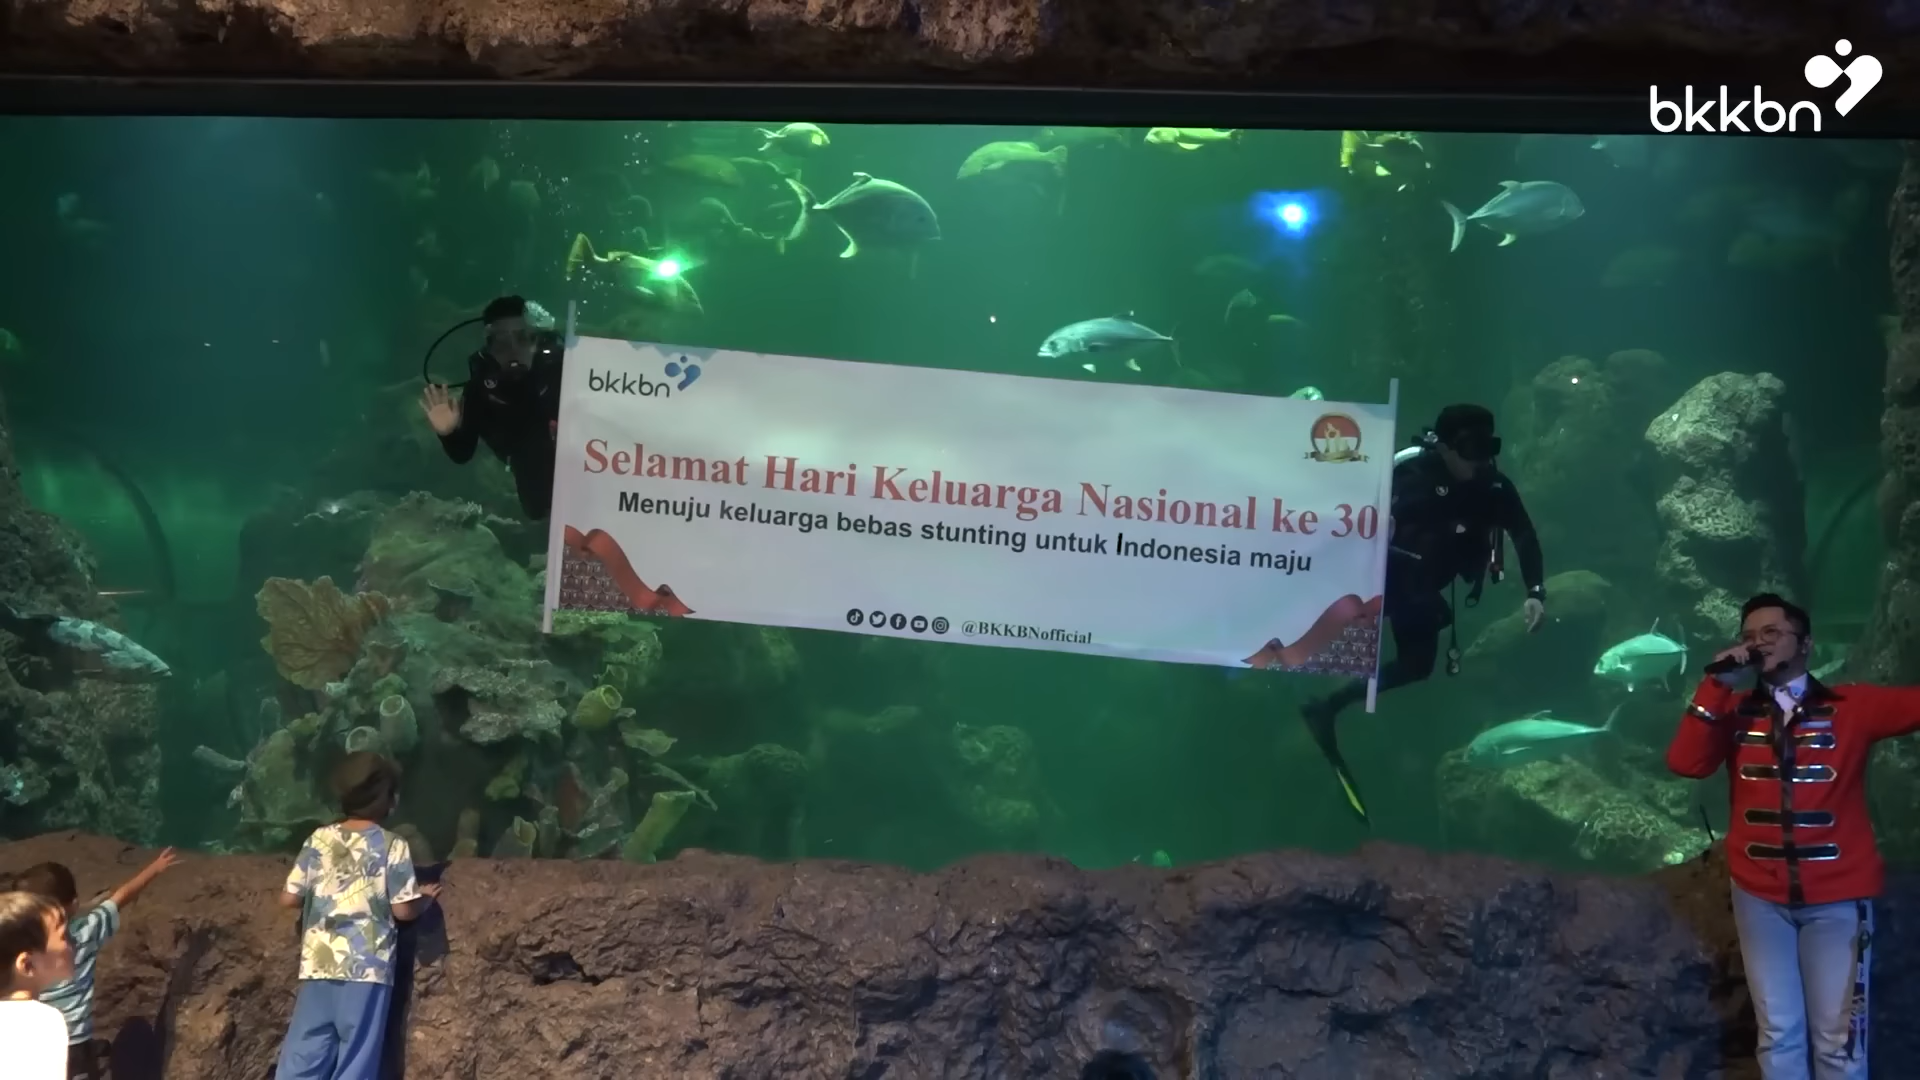 bkkbn
bkkbn
Selamat Hari Keluarga Nasional ke 30
Menuju keluarga bebas stunting untuk Indonesia maju
@BKKBNofficial